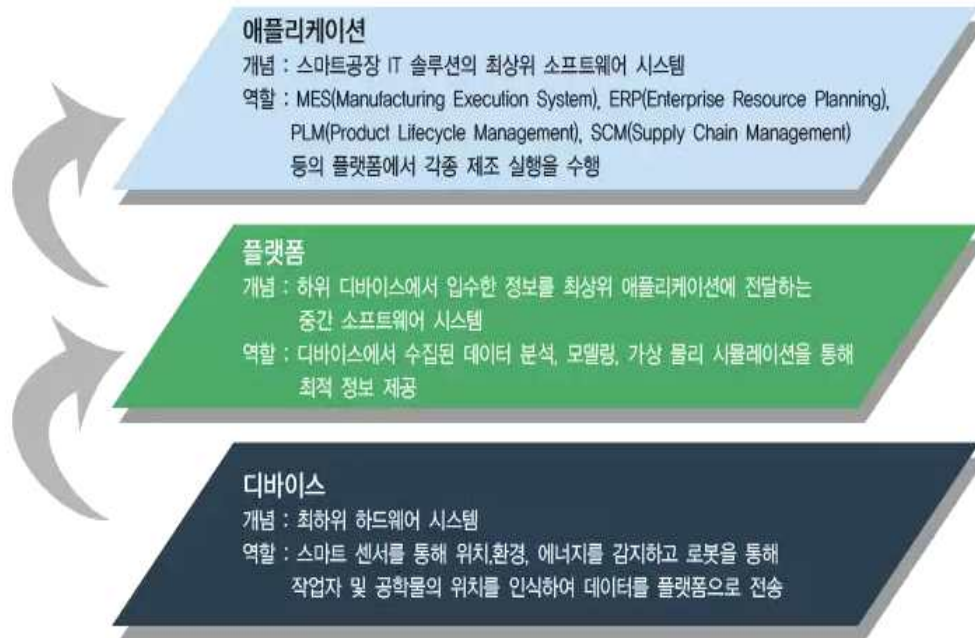 애플리케이션
개념 : 스마트공장 IT 솔루션의 최상위 소프트웨어 시스템
역할 : MES(Manufacturing Execution System), ERP(Enterprise Resource Planning),
PLM(Product Lifecycle Management), SCM(Supply Chain Management)
등의 플랫폼에서 각종 제조 실행을 수행
플랫폼
개념 : 하위 디바이스에서 입수한 정보를 최상위 애플리케이션에 전달하는
중간 소프트웨어 시스템
역할 : 디바이스에서 수집된 데이터 분석, 모델링, 가상 물리 시뮬레이션을 통해
최적 정보 제공
디바이스
개념 : 최하위 하드웨어 시스템
역할 : 스마트 센서를 통해 위치,환경, 에너지를 감지하고 로봇을 통해
작업자 및 공학물의 위치를 인식하여 데이터를 플랫폼으로 전송